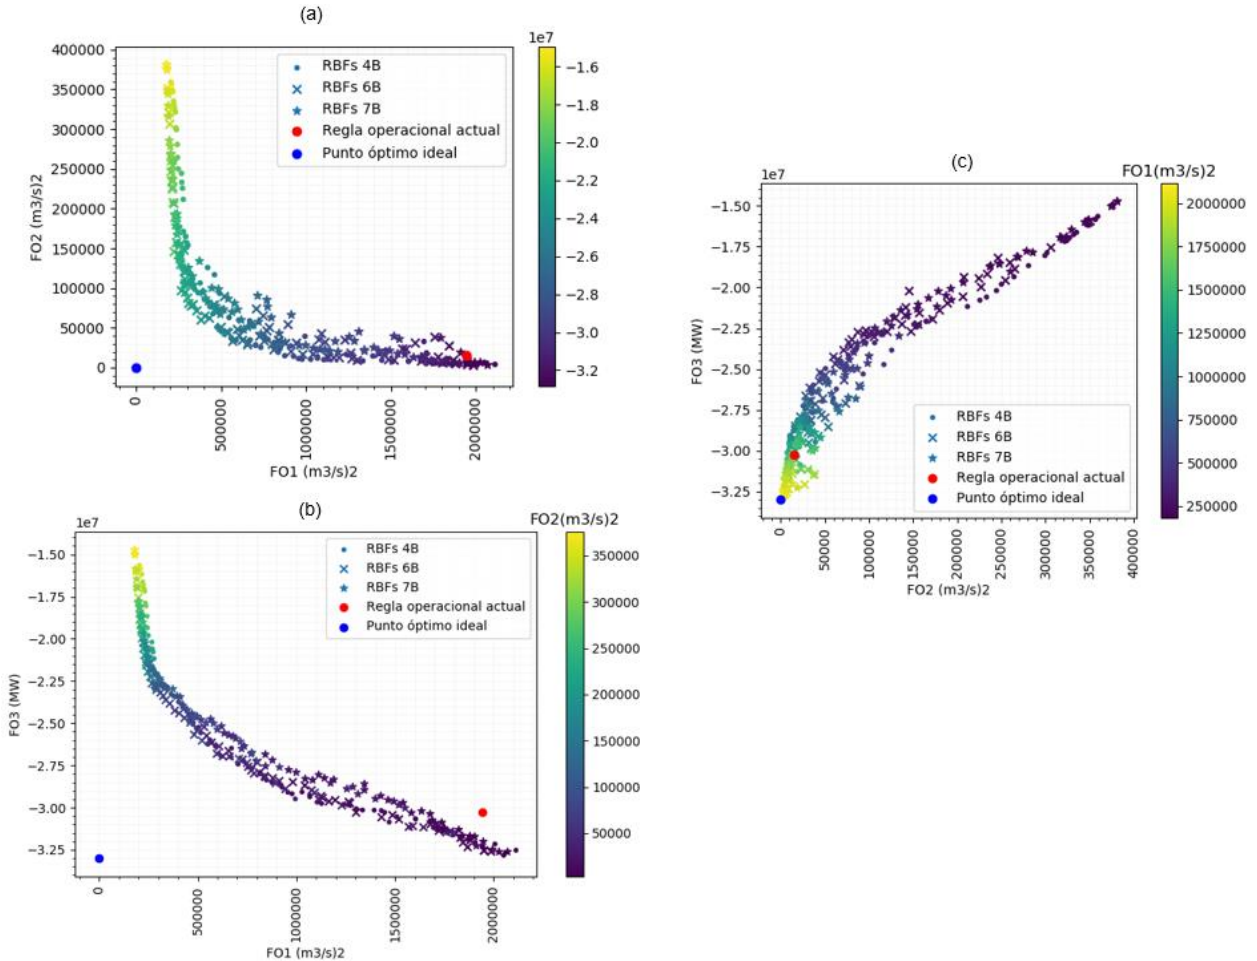 (a)
1e7
FO2 (m3/s)2
400000
350000
300000
250000
200000
150000
100000
50000
0
RBFs 4B
RBFs 6B
RBFs 7B
Regla operacional actual
Punto óptimo ideal
0
500000
1000000
1500000
2000000
FO1 (m3/s)2
−1.6
−1.8
−2.0
−2.2
−2.4
−2.6
−2.8
−3.0
−3.2
(b)
1e7
FO2(m3/s)2
FO3 (MW)
−1.50
−1.75
−2.00
−2.25
−2.50
−2.75
−3.00
−3.25
RBFs 4B
RBFs 6B
RBFs 7B
Regla operacional actual
Punto óptimo ideal
0
500000
1000000
1500000
2000000
FO1 (m3/s)2
350000
300000
250000
200000
150000
100000
50000
(c)
1e7
FO1(m3/s)2
FO3 (MW)
−1.50
−1.75
−2.00
−2.25
−2.50
−2.75
−3.00
−3.25
RBFs 4B
RBFs 6B
RBFs 7B
Regla operacional actual
Punto óptimo ideal
0
50000
100000
150000
200000
250000
300000
350000
400000
FO2 (m3/s)2
2000000
1750000
1500000
1250000
1000000
750000
500000
250000